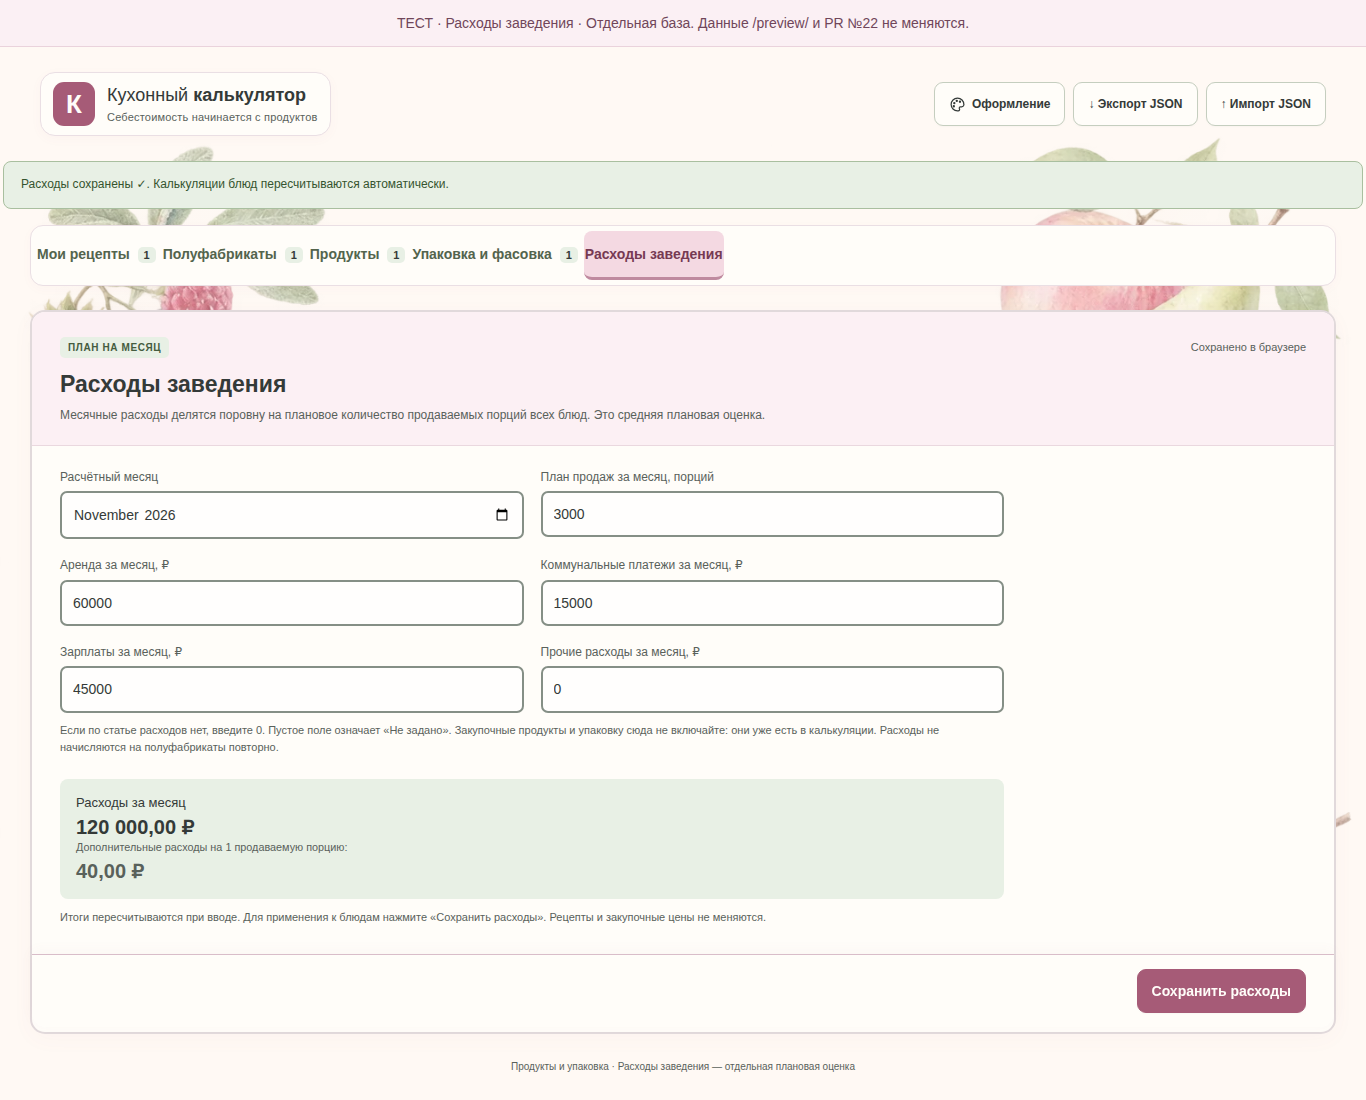 ТЕСТ · Расходы заведения · Отдельная база. Данные /preview/ и PR №22 не меняются.
К
Кухонный калькулятор
Себестоимость начинается с продуктов
Оформление
↓ Экспорт JSON
↑ Импорт JSON
Расходы сохранены ✓. Калькуляции блюд пересчитываются автоматически.
Мои рецепты 1 Полуфабрикаты 1 Продукты 1 Упаковка и фасовка 1 Расходы заведения
ПЛАН НА МЕСЯЦ
Сохранено в браузере
Расходы заведения
Месячные расходы делятся поровну на плановое количество продаваемых порций всех блюд. Это средняя плановая оценка.
Расчётный месяц
План продаж за месяц, порций
November 2026
3000
Аренда за месяц, ₽
Коммунальные платежи за месяц, ₽
60000
15000
Зарплаты за месяц, ₽
Прочие расходы за месяц, ₽
45000
0
Если по статье расходов нет, введите 0. Пустое поле означает «Не задано». Закупочные продукты и упаковку сюда не включайте: они уже есть в калькуляции. Расходы не
начисляются на полуфабрикаты повторно.
Расходы за месяц
120 000,00 ₽
Дополнительные расходы на 1 продаваемую порцию:
40,00 ₽
Итоги пересчитываются при вводе. Для применения к блюдам нажмите «Сохранить расходы». Рецепты и закупочные цены не меняются.
Сохранить расходы
Продукты и упаковка · Расходы заведения — отдельная плановая оценка